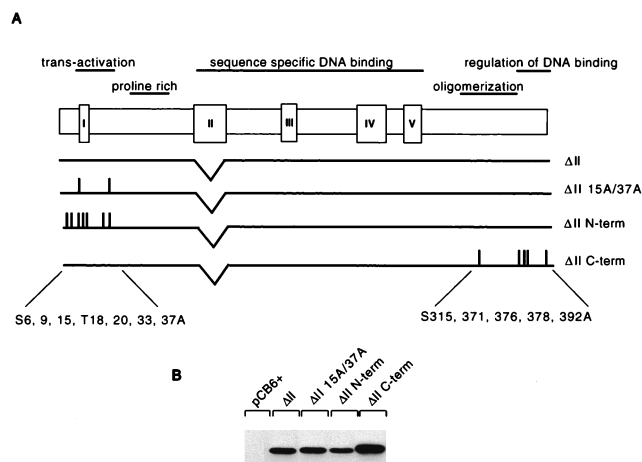 A
trans-activation sequence specific DNA binding regulation of DNA binding
proline rich oligomerization
I II III IV V
ΔII
ΔII 15A/37A
ΔII N-term
ΔII C-term
S6, 9, 15, T18, 20, 33, 37A S315, 371, 376, 378, 392A
B
pCB6+ ΔII ΔII 15A/37A ΔII N-term ΔII C-term